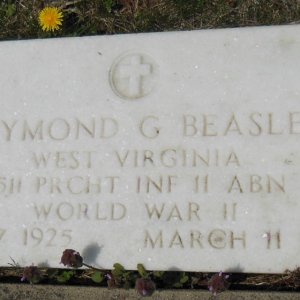 YMOND G BEASLE
WEST VIRGINIA
511 PRCHT INF 11 ABN
WORLD WAR II
7 1925 MARCH 11